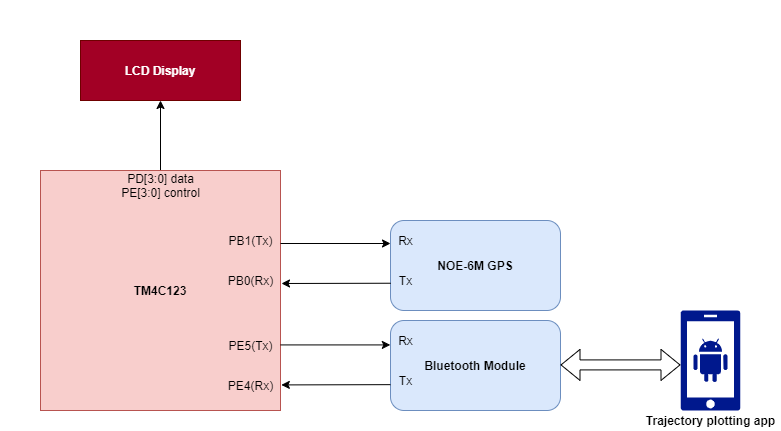 LCD Display
PD[3:0] data
PE[3:0] control
PB1(Tx)
Rx
NOE-6M GPS
PB0(Rx)
Tx
TM4C123
PE5(Tx)
Rx
Bluetooth Module
PE4(Rx)
Tx
Trajectory plotting app